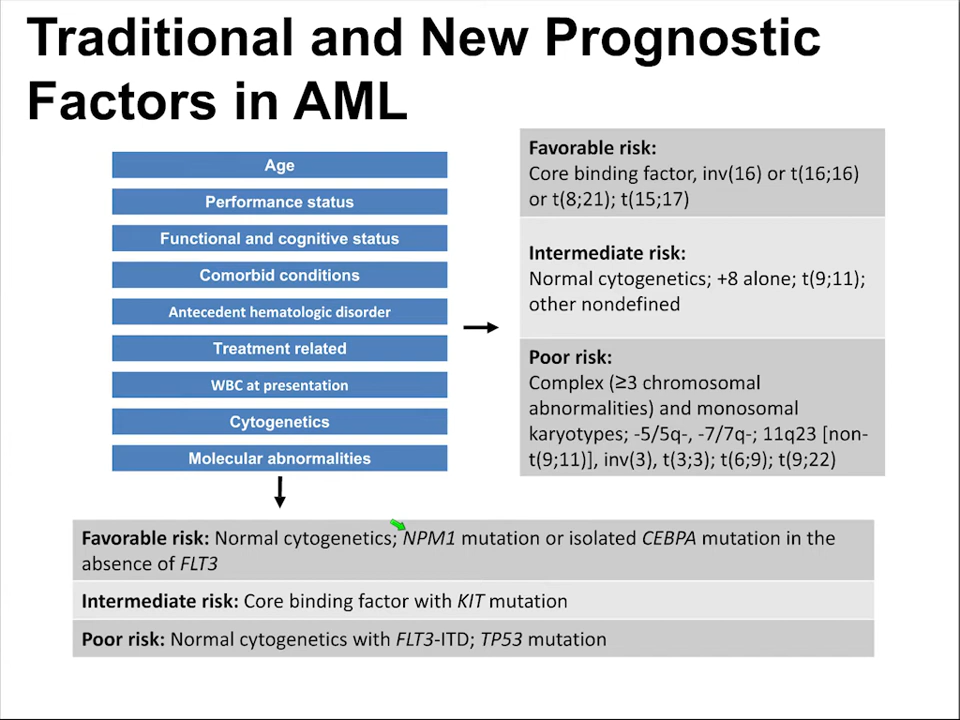 Traditional and New Prognostic
Factors in AML
Age
Performance status
Functional and cognitive status
Comorbid conditions
Antecedent hematologic disorder
Treatment related
WBC at presentation
Cytogenetics
Molecular abnormalities
Favorable risk:
Core binding factor, inv(16) or t(16;16)
or t(8;21); t(15;17)
Intermediate risk:
Normal cytogenetics; +8 alone; t(9;11);
other nondefined
Poor risk:
Complex (≥3 chromosomal
abnormalities) and monosomal
karyotypes; -5/5q-, -7/7q-; 11q23 [non-
t(9;11)], inv(3), t(3;3); t(6;9); t(9;22)
Favorable risk: Normal cytogenetics; NPM1 mutation or isolated CEBPA mutation in the
absence of FLT3
Intermediate risk: Core binding factor with KIT mutation
Poor risk: Normal cytogenetics with FLT3-ITD; TP53 mutation